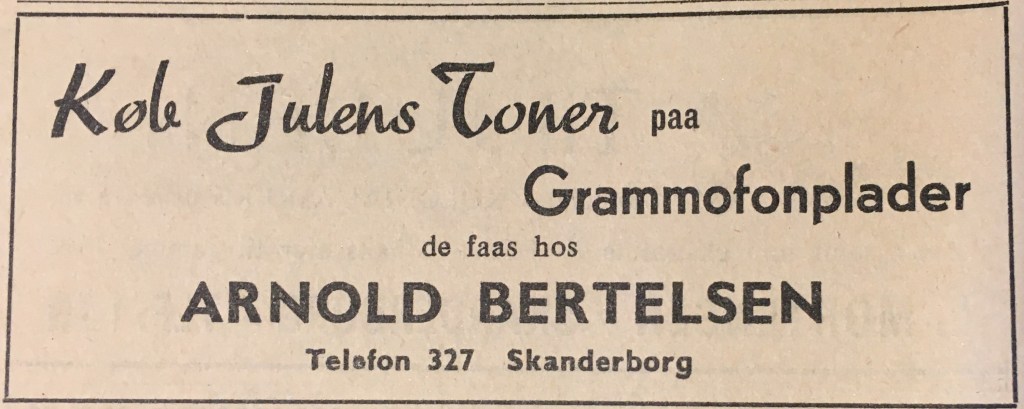 Køb Julens Toner paa
Grammofonplader
de faas hos
ARNOLD BERTELSEN
Telefon 327 Skanderborg